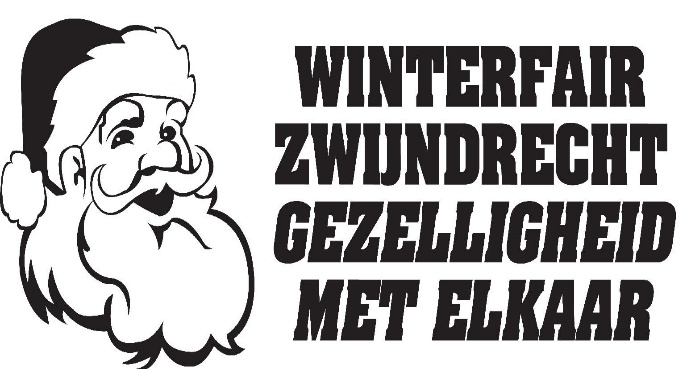 WINTERFAIR
ZWIJNDRECHT
GEZELLIGHEID
MET ELKAAR